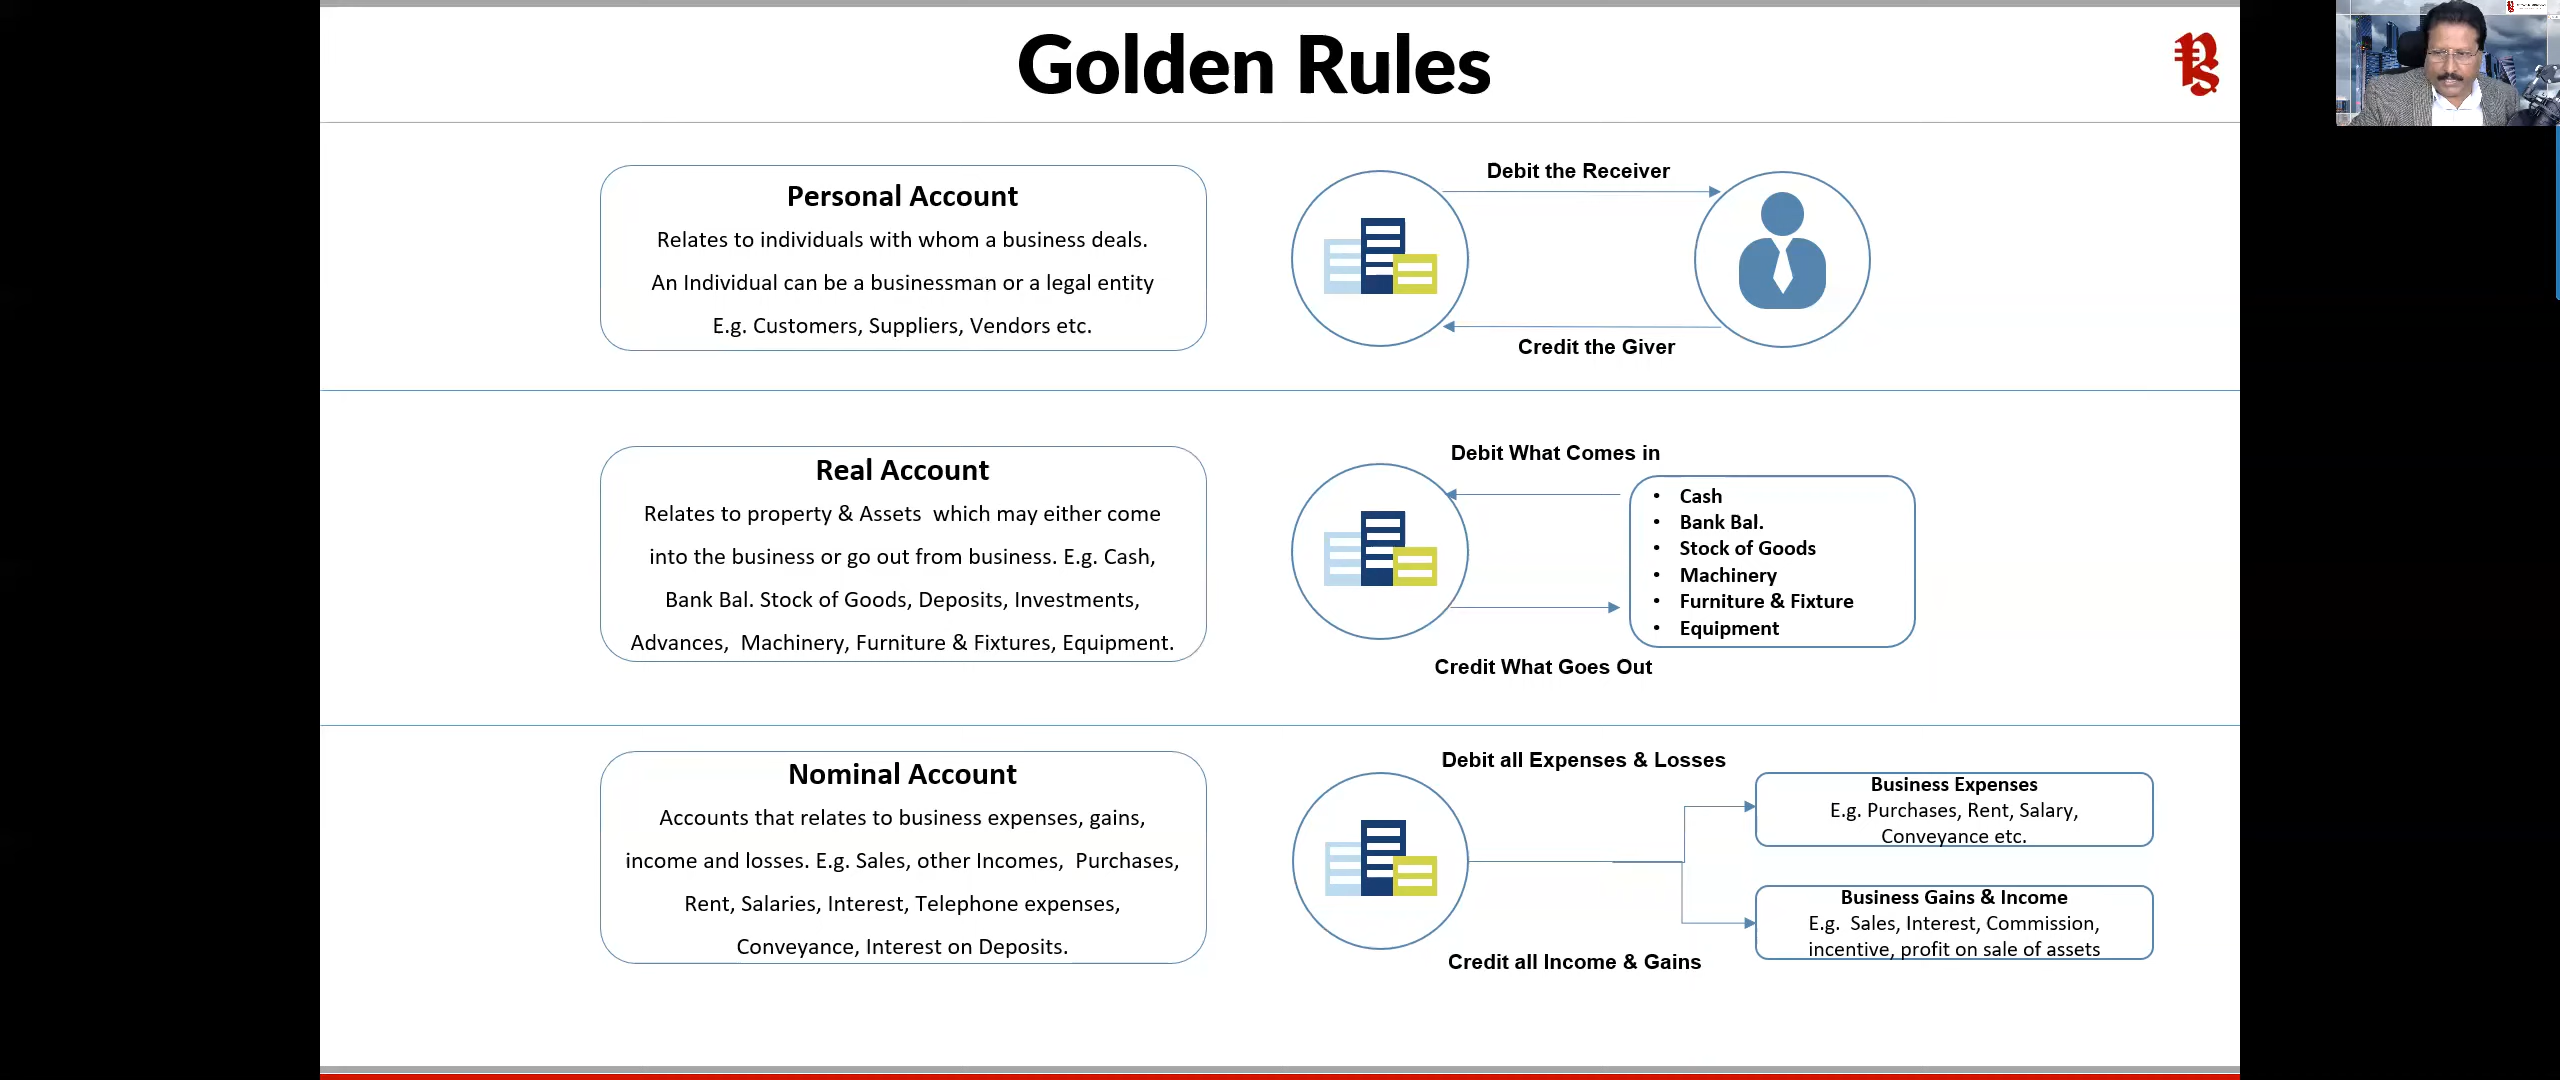 Golden Rules
Personal Account
Relates to individuals with whom a business deals.
An Individual can be a businessman or a legal entity
E.g. Customers, Suppliers, Vendors etc.
Debit the Receiver
Credit the Giver
Real Account
Relates to property & Assets which may either come
into the business or go out from business. E.g. Cash,
Bank Bal. Stock of Goods, Deposits, Investments,
Advances, Machinery, Furniture & Fixtures, Equipment.
Debit What Comes in
• Cash
• Bank Bal.
• Stock of Goods
• Machinery
• Furniture & Fixture
• Equipment
Credit What Goes Out
Nominal Account
Accounts that relates to business expenses, gains,
income and losses. E.g. Sales, other Incomes, Purchases,
Rent, Salaries, Interest, Telephone expenses,
Conveyance, Interest on Deposits.
Debit all Expenses & Losses
Business Expenses
E.g. Purchases, Rent, Salary,
Conveyance etc.
Business Gains & Income
E.g. Sales, Interest, Commission,
incentive, profit on sale of assets
Credit all Income & Gains